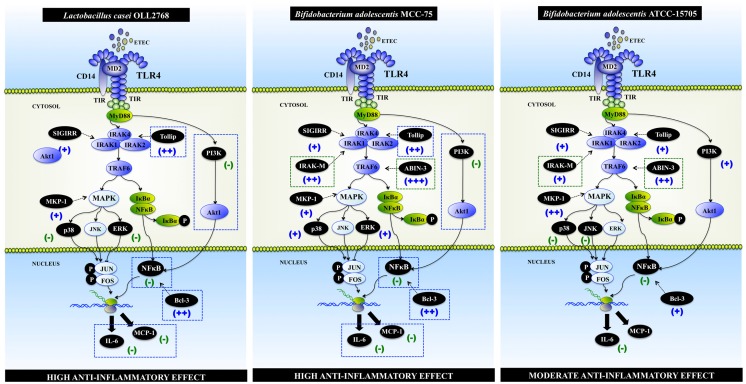 Lactobacillus casei OLL2768
ETEC
MD2
CD14
TLR4
TIR
TIR
CYTOSOL
MyD88
SIGIRR
(+)
IRAK4
IRAK1
IRAK2
Tollip
(++)
Akt1
PI3K
(-)
TRAF6
MKP-1
(+)
MAPK
IκBα
NFκB
IκBα
P
Akt1
p38
(-)
JNK
ERK
(-)
NUCLEUS
P
JUN
P
FOS
NFκB
(-)
Bcl-3
(++)
IL-6
(-)
MCP-1
(-)
HIGH ANTI-INFLAMMATORY EFFECT
Bifidobacterium adolescentis MCC-75
ETEC
MD2
CD14
TLR4
TIR
TIR
CYTOSOL
MyD88
SIGIRR
(+)
IRAK4
IRAK1
IRAK2
Tollip
(++)
PI3K
(-)
IRAK-M
(+++)
TRAF6
ABIN-3
(+++)
MKP-1
(+)
MAPK
IκBα
NFκB
IκBα
P
Akt1
p38
(+)
JNK
ERK
(+)
NUCLEUS
P
JUN
P
FOS
NFκB
(-)
Bcl-3
(++)
IL-6
(-)
MCP-1
(-)
HIGH ANTI-INFLAMMATORY EFFECT
Bifidobacterium adolescentis ATCC-15705
ETEC
MD2
CD14
TLR4
TIR
TIR
CYTOSOL
MyD88
SIGIRR
(+)
IRAK4
IRAK1
IRAK2
Tollip
(+)
PI3K
(+)
IRAK-M
(+)
TRAF6
ABIN-3
(+++)
MKP-1
(++)
MAPK
IκBα
NFκB
IκBα
P
Akt1
p38
(-)
JNK
(-)
ERK
NUCLEUS
P
JUN
P
FOS
NFκB
(-)
Bcl-3
(+)
IL-6
(-)
MCP-1
(-)
MODERATE ANTI-INFLAMMATORY EFFECT